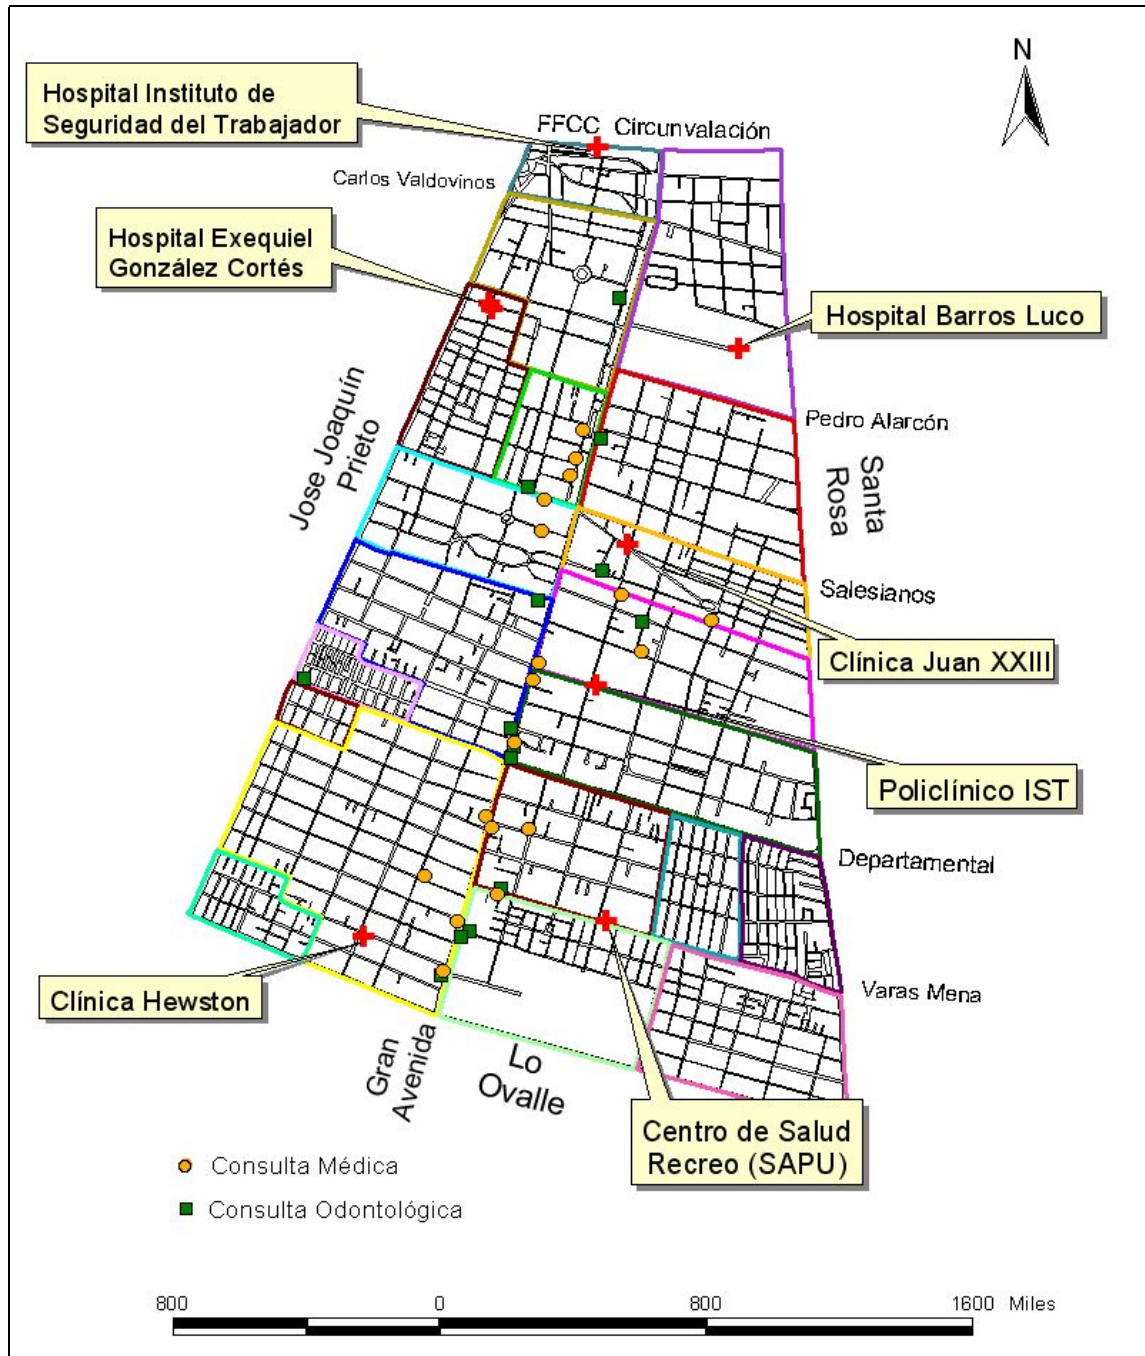 N
Hospital Instituto de
Seguridad del Trabajador
FFCC Circunvalación
Carlos Valdovinos
Hospital Exequiel
González Cortés
Hospital Barros Luco
Pedro Alarcón
Jose Joaquín
Prieto
Santa
Rosa
Salesianos
Clínica Juan XXIII
Policlínico IST
Departamental
Clínica Hewston
Varas Mena
Gran
Avenida
Lo
Ovalle
Centro de Salud
Recreo (SAPU)
Consulta Médica
Consulta Odontológica
800 0 800 1600 Miles